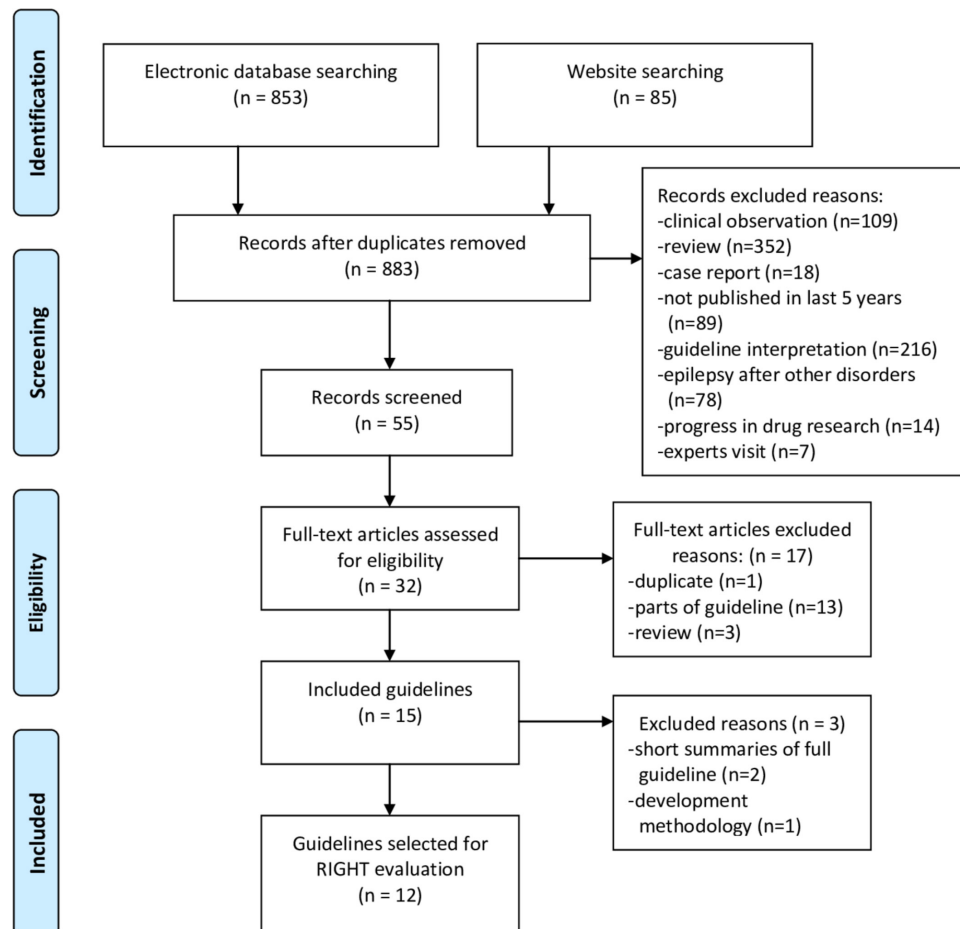 Identification
Electronic database searching
(n = 853)
Website searching
(n = 85)
Records after duplicates removed
(n = 883)
Records excluded reasons:
-clinical observation (n=109)
-review (n=352)
-case report (n=18)
-not published in last 5 years
(n=89)
-guideline interpretation (n=216)
-epilepsy after other disorders
(n=78)
-progress in drug research (n=14)
-experts visit (n=7)
Screening
Records screened
(n = 55)
Eligibility
Full-text articles assessed
for eligibility
(n = 32)
Full-text articles excluded
reasons: (n = 17)
-duplicate (n=1)
-parts of guideline (n=13)
-review (n=3)
Included guidelines
(n = 15)
Excluded reasons (n = 3)
-short summaries of full
guideline (n=2)
-development
methodology (n=1)
Included
Guidelines selected for
RIGHT evaluation
(n = 12)